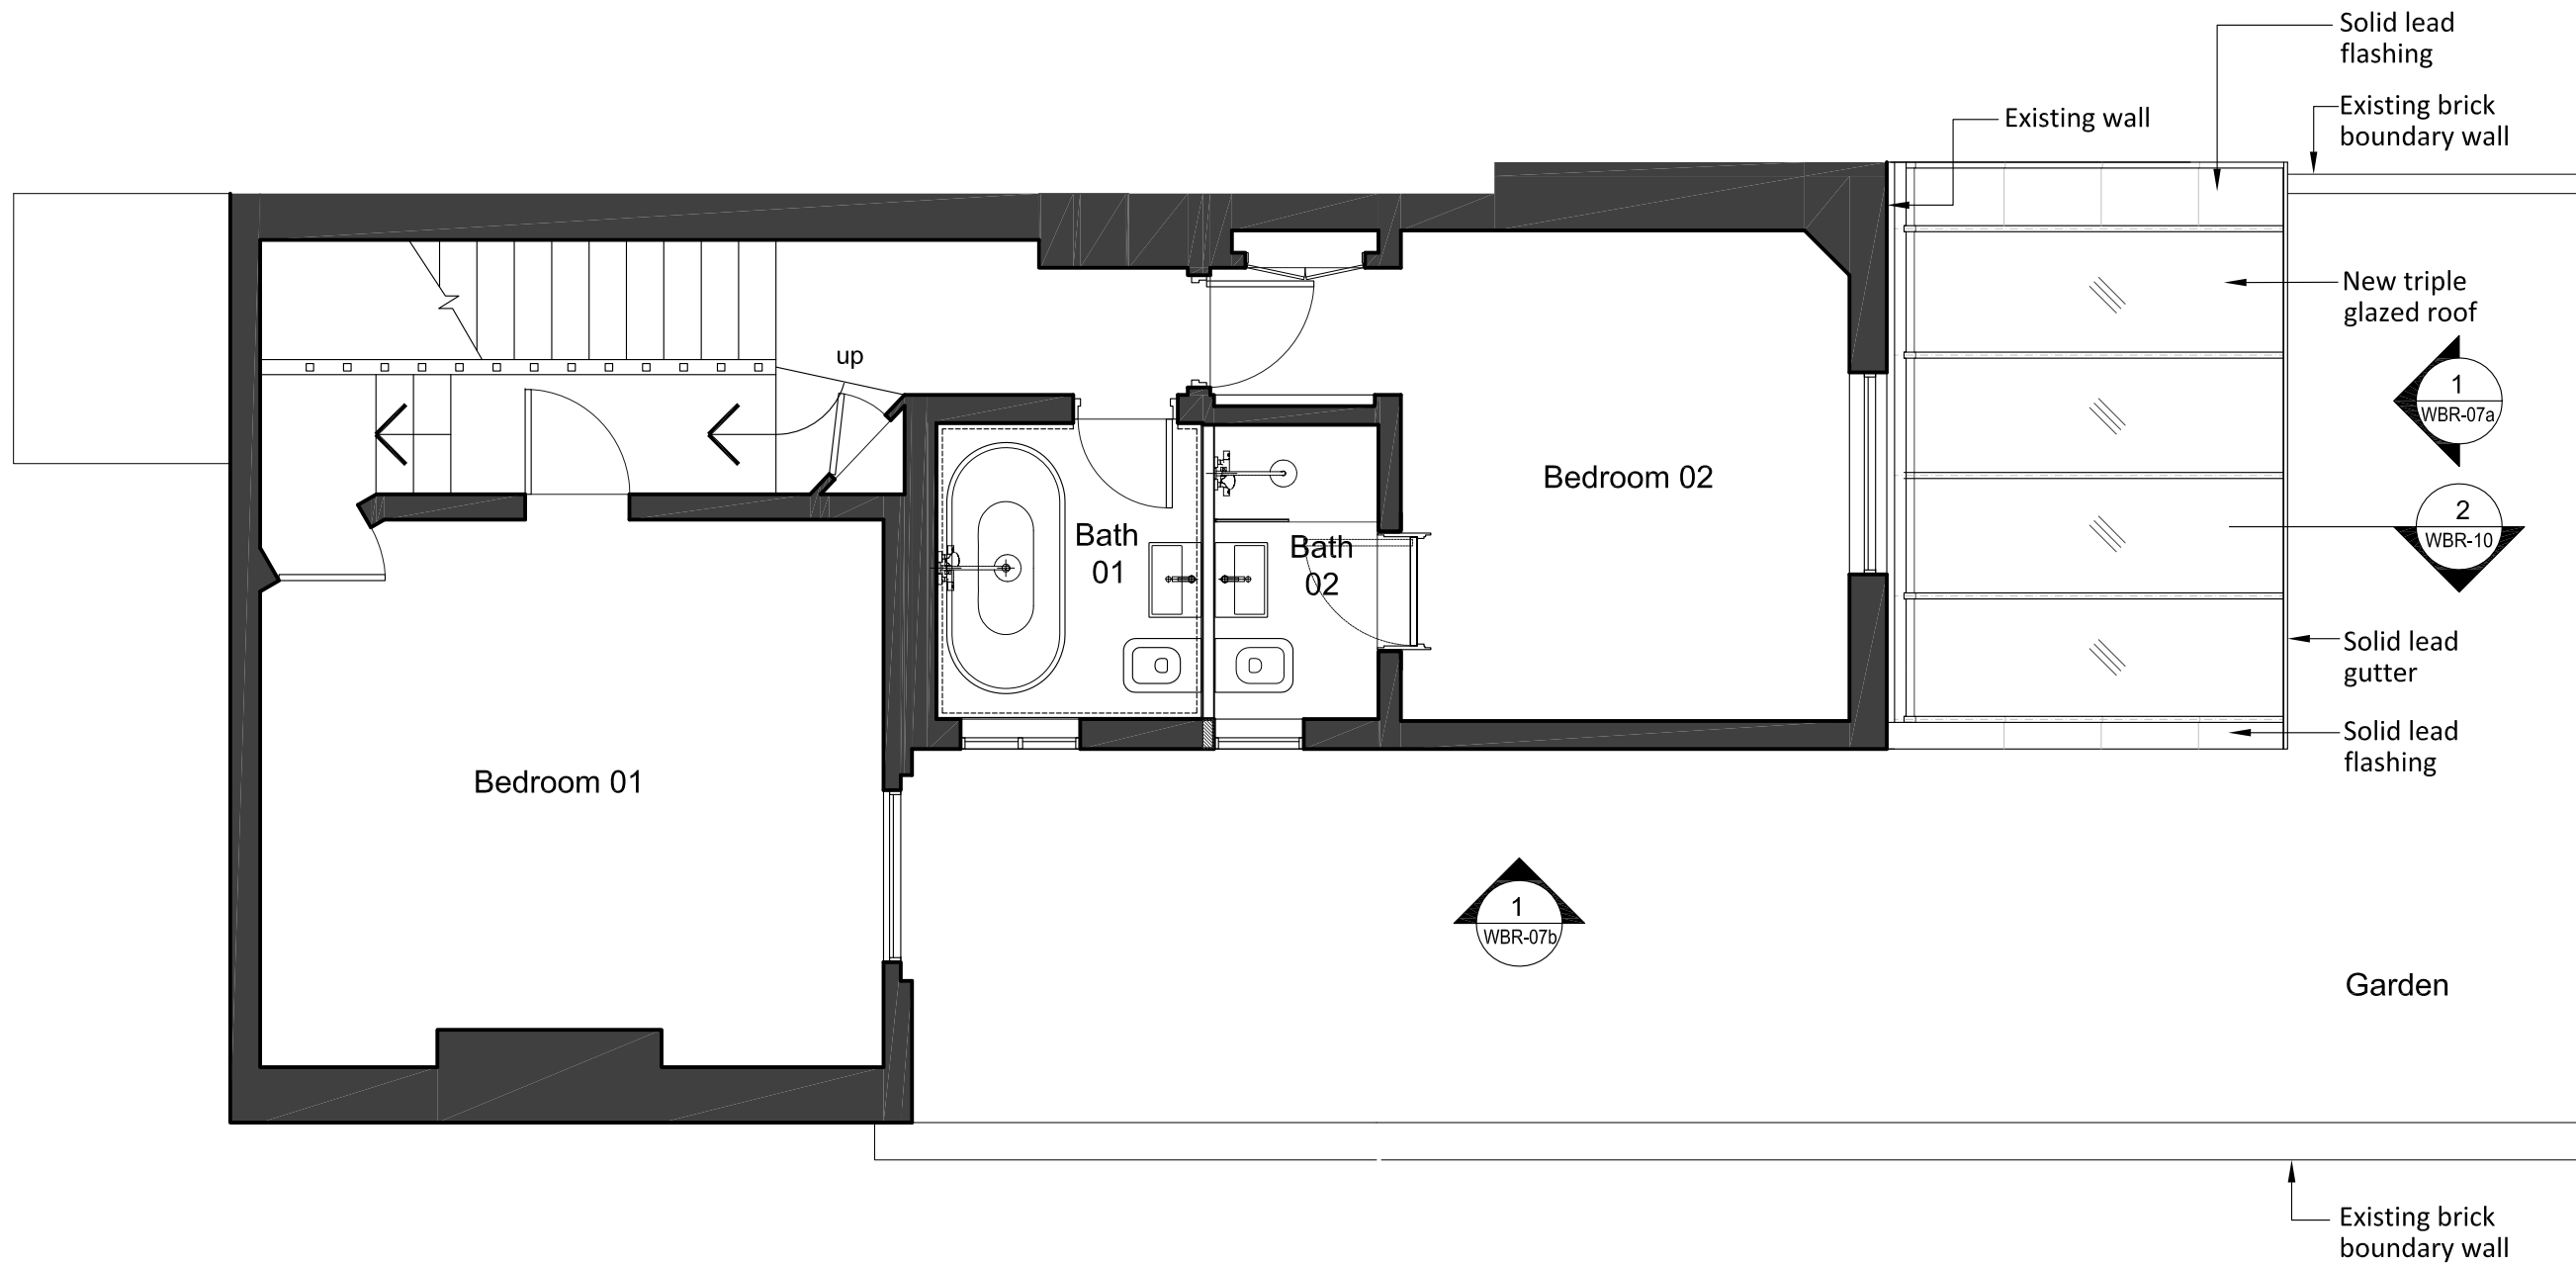 Solid lead
flashing
Existing brick
boundary wall
Existing wall
New triple
glazed roof
up
1
WBR-07a
Bedroom 02
2
WBR-10
Bath
01
Bath
02
Solid lead
gutter
Solid lead
flashing
Bedroom 01
1
WBR-07b
Garden
Existing brick
boundary wall